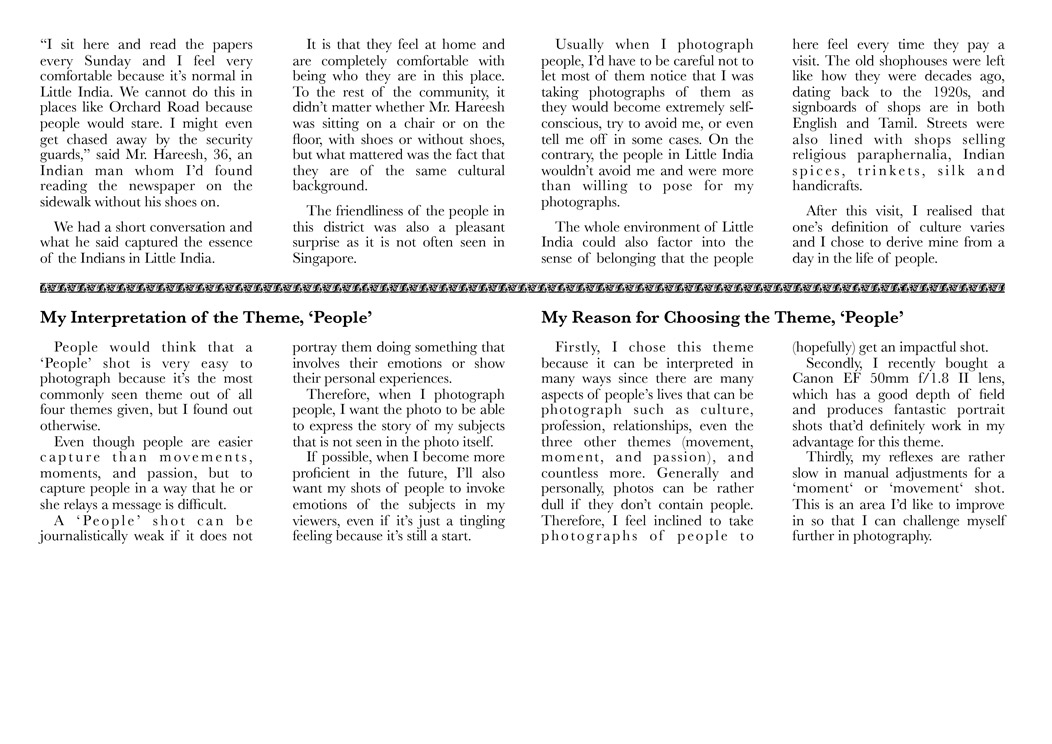 “I sit here and read the papers
every Sunday and I feel very
comfortable because it’s normal in
Little India. We cannot do this in
places like Orchard Road because
people would stare. I might even
get chased away by the security
guards,” said Mr. Hareesh, 36, an
Indian man whom I’d found
reading the newspaper on the
sidewalk without his shoes on.
We had a short conversation and
what he said captured the essence
of the Indians in Little India.
It is that they feel at home and
are completely comfortable with
being who they are in this place.
To the rest of the community, it
didn’t matter whether Mr. Hareesh
was sitting on a chair or on the
floor, with shoes or without shoes,
but what mattered was the fact that
they are of the same cultural
background.
The friendliness of the people in
this district was also a pleasant
surprise as it is not often seen in
Singapore.
Usually when I photograph
people, I’d have to be careful not to
let most of them notice that I was
taking photographs of them as
they would become extremely self-
conscious, try to avoid me, or even
tell me off in some cases. On the
contrary, the people in Little India
wouldn’t avoid me and were more
than willing to pose for my
photographs.
The whole environment of Little
India could also factor into the
sense of belonging that the people
here feel every time they pay a
visit. The old shophouses were left
like how they were decades ago,
dating back to the 1920s, and
signboards of shops are in both
English and Tamil. Streets were
also lined with shops selling
religious paraphernalia, Indian
spices, trinkets, silk and
handicrafts.
After this visit, I realised that
one’s definition of culture varies
and I chose to derive mine from a
day in the life of people.
My Interpretation of the Theme, ‘People’
People would think that a
‘People’ shot is very easy to
photograph because it’s the most
commonly seen theme out of all
four themes given, but I found out
otherwise.
Even though people are easier
capture than movements,
moments, and passion, but to
capture people in a way that he or
she relays a message is difficult.
A ‘People’ shot can be
journalistically weak if it does not
portray them doing something that
involves their emotions or show
their personal experiences.
Therefore, when I photograph
people, I want the photo to be able
to express the story of my subjects
that is not seen in the photo itself.
If possible, when I become more
proficient in the future, I’ll also
want my shots of people to invoke
emotions of the subjects in my
viewers, even if it’s just a tingling
feeling because it’s still a start.
My Reason for Choosing the Theme, ‘People’
Firstly, I chose this theme
because it can be interpreted in
many ways since there are many
aspects of people’s lives that can be
photograph such as culture,
profession, relationships, even the
three other themes (movement,
moment, and passion), and
countless more. Generally and
personally, photos can be rather
dull if they don’t contain people.
Therefore, I feel inclined to take
photographs of people to
(hopefully) get an impactful shot.
Secondly, I recently bought a
Canon EF 50mm f/1.8 II lens,
which has a good depth of field
and produces fantastic portrait
shots that’d definitely work in my
advantage for this theme.
Thirdly, my reflexes are rather
slow in manual adjustments for a
‘moment‘ or ‘movement‘ shot.
This is an area I’d like to improve
in so that I can challenge myself
further in photography.